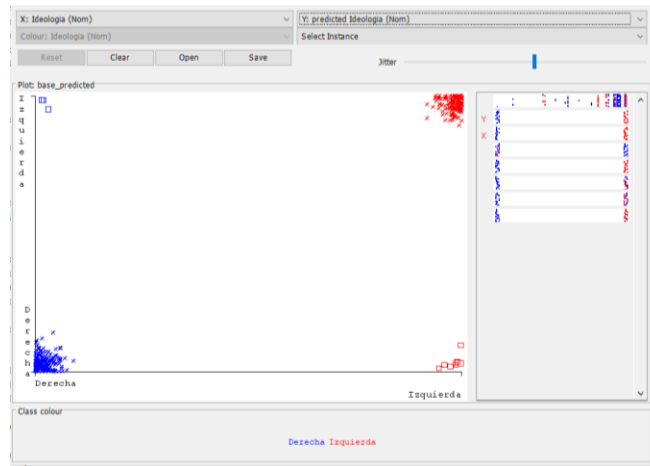 X: Ideologia (Nom)
Y: predicted Ideologia (Nom)
Colour: Ideologia (Nom)
Select Instance
Reset
Clear
Open
Save
Jitter
Plot: base_predicted
Izquierda
Derecha
Derecha
Izquierda
Y
X
Class colour
Derecha Izquierda